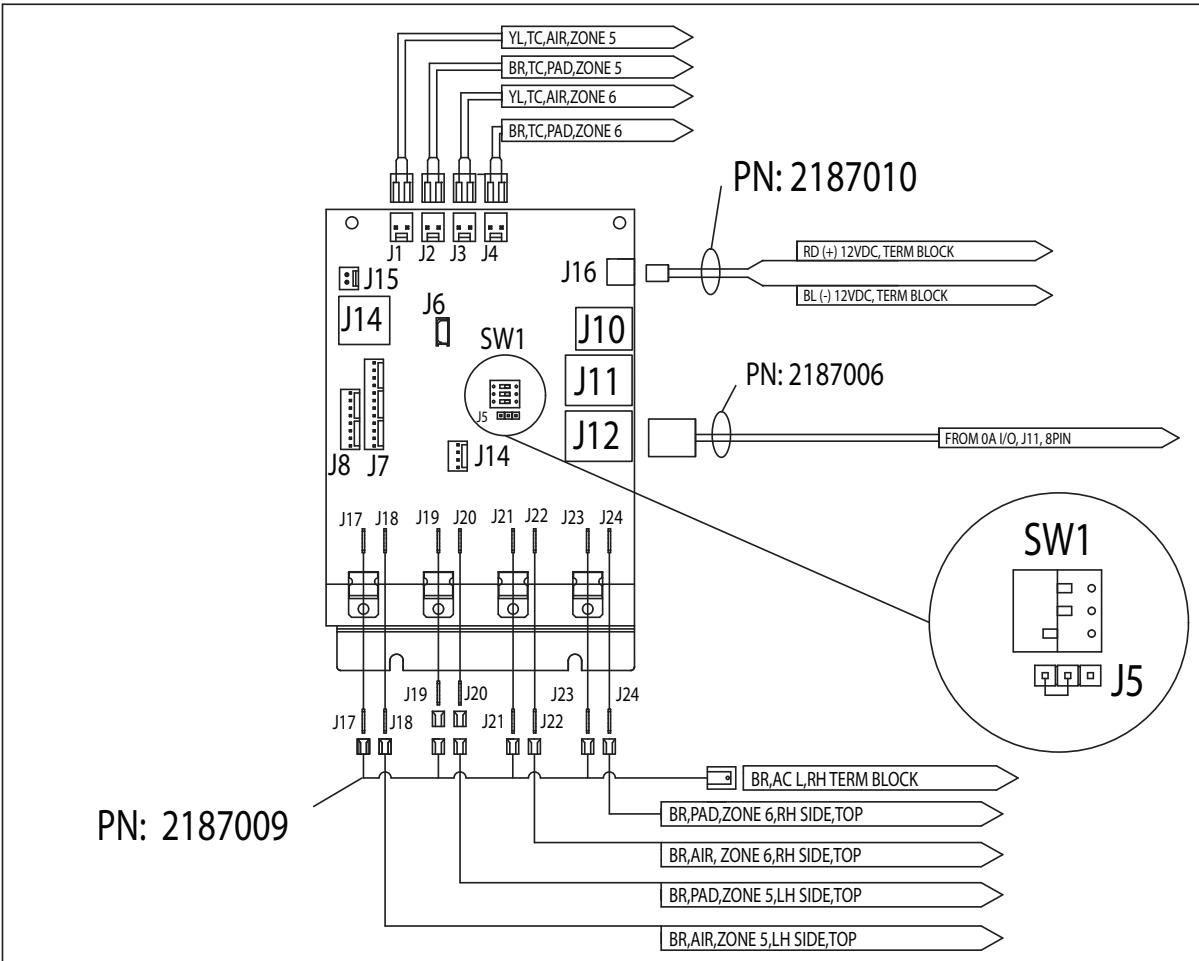 YL,TC,AIR,ZONE 5
BR,TC,PAD,ZONE 5
YL,TC,AIR,ZONE 6
BR,TC,PAD,ZONE 6
PN: 2187010
J1 J2 J3 J4
J15
J16
RD (+) 12VDC, TERM BLOCK
BL (-) 12VDC, TERM BLOCK
J14
J6
J10
SW1
J11
PN: 2187006
J5
J12
FROM 0A I/O, J11, 8PIN
J8 J7
J14
J17 J18 J19 J20 J21 J22 J23 J24
SW1
J5
J19 J20 J23 J24
J17 J18 J21 J22
BR,AC L,RH TERM BLOCK
PN: 2187009
BR,PAD,ZONE 6,RH SIDE,TOP
BR,AIR, ZONE 6,RH SIDE,TOP
BR,PAD,ZONE 5,LH SIDE,TOP
BR,AIR,ZONE 5,LH SIDE,TOP